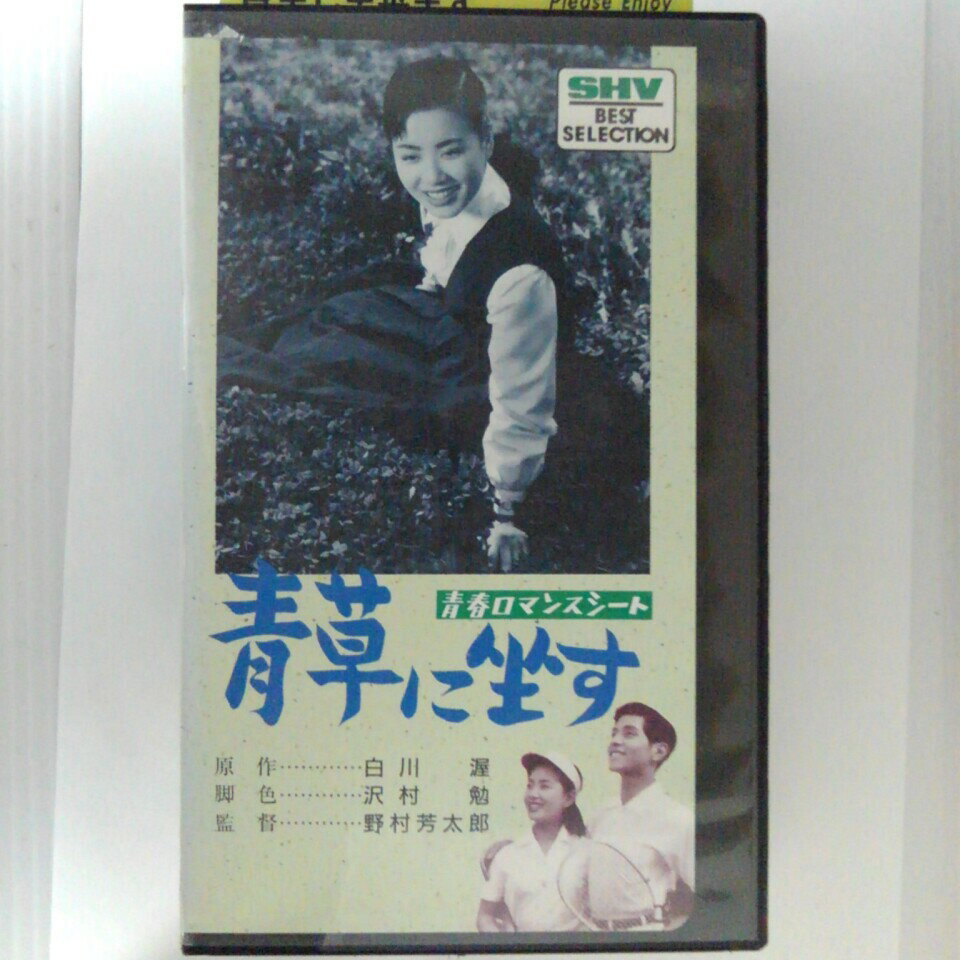 Please Enjoy
SHV
BEST
SELECTION
青春ロマンスシート
青草に坐す
原作…………白川 渥
脚色…………沢村 勉
監督…………野村芳太郎